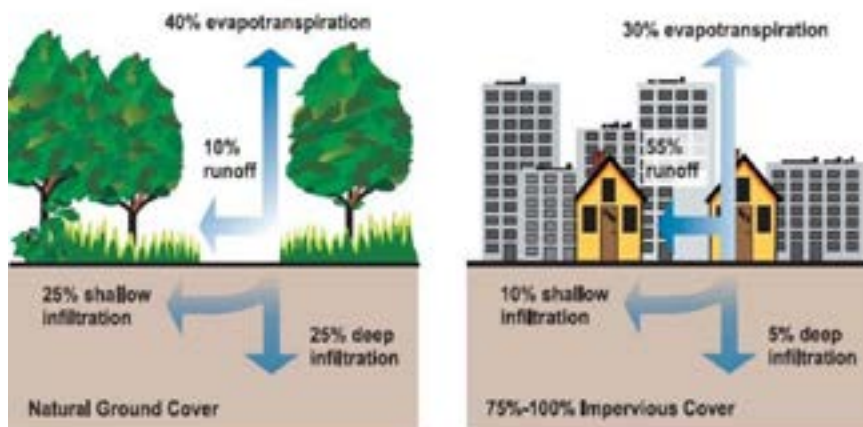 40% evapotranspiration
10%
runoff
25% shallow
infiltration
25% deep
infiltration
Natural Ground Cover
30% evapotranspiration
55%
runoff
10% shallow
infiltration
5% deep
infiltration
75%-100% Impervious Cover